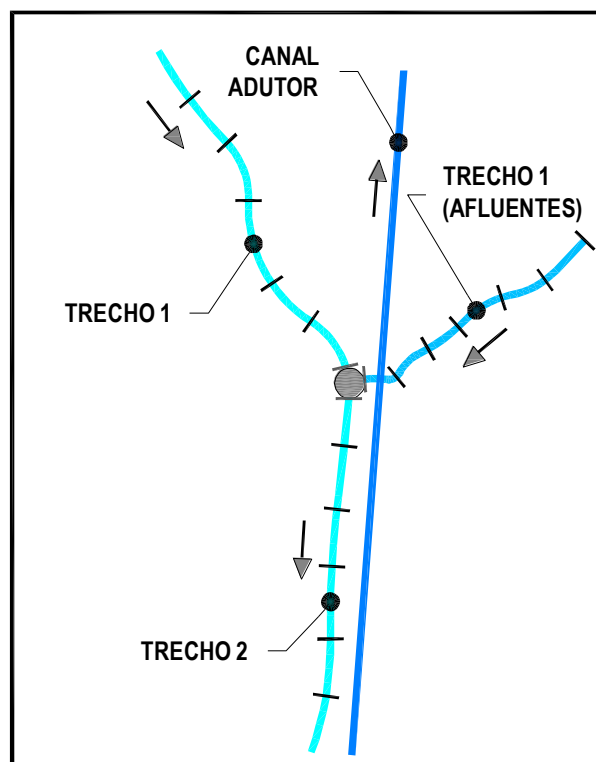 CANAL
ADUTOR
TRECHO 1
(AFLUENTES)
TRECHO 1
TRECHO 2